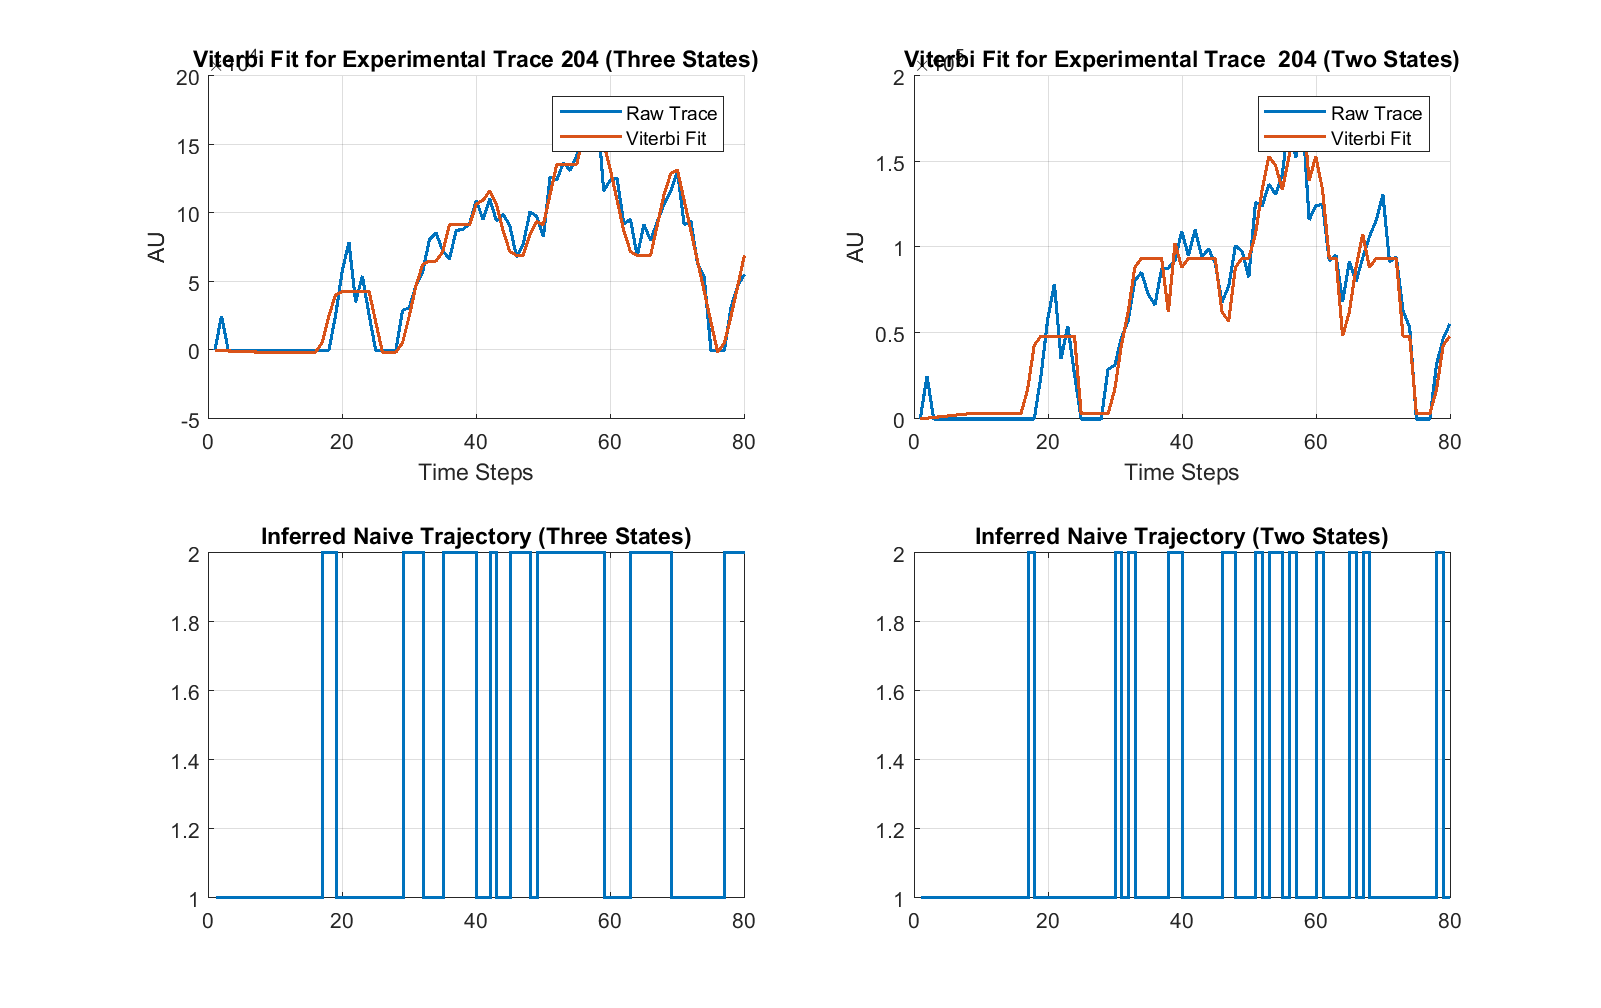 Viterbi Fit for Experimental Trace 204 (Three States)
×10^4
20
15
10
5
0
-5
AU
Raw Trace
Viterbi Fit
0 20 40 60 80
Time Steps
Viterbi Fit for Experimental Trace 204 (Two States)
×10^5
2
1.5
1
0.5
0
AU
Raw Trace
Viterbi Fit
0 20 40 60 80
Time Steps
Inferred Naive Trajectory (Three States)
2
1.8
1.6
1.4
1.2
1
0 20 40 60 80
Inferred Naive Trajectory (Two States)
2
1.8
1.6
1.4
1.2
1
0 20 40 60 80